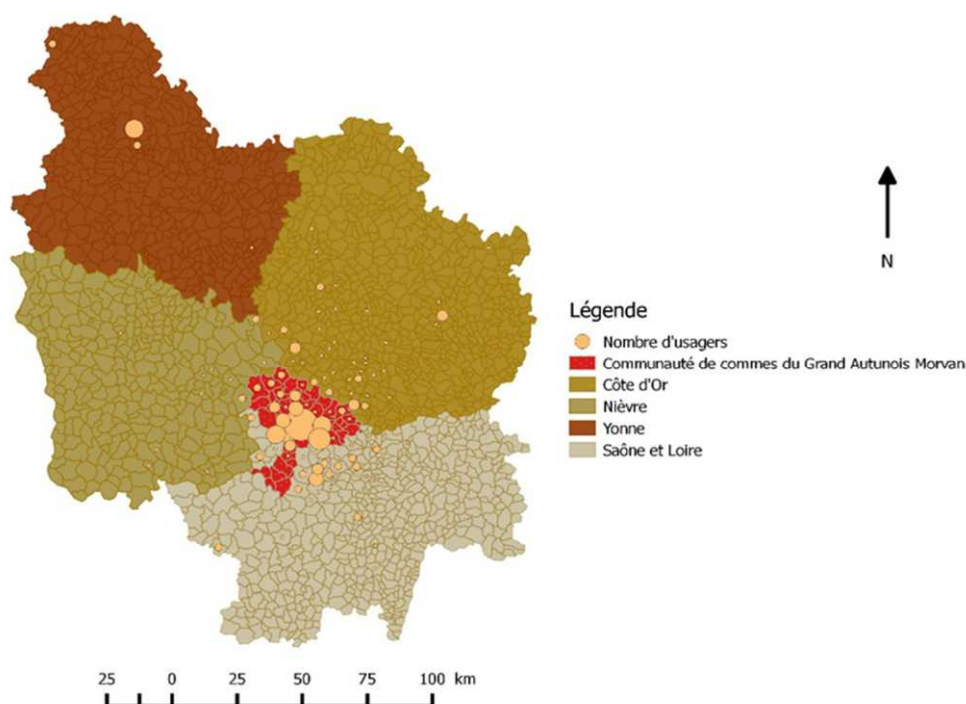 N
Légende
Nombre d'usagers
Communauté de commes du Grand Autunois Morvan
Côte d'Or
Nièvre
Yonne
Saône et Loire
25 0 25 50 75 100 km